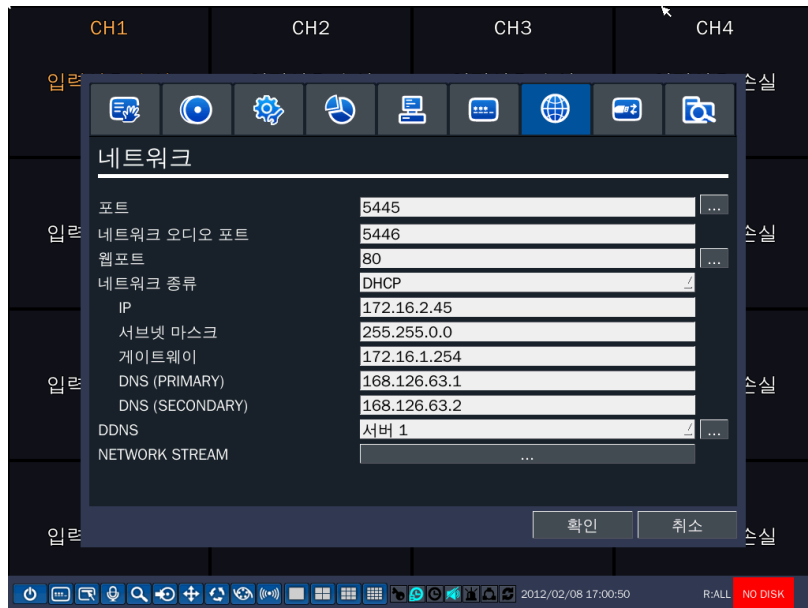 CH1 CH2 CH3 CH4
입력 손실
네트워크
포트 5445 ...
네트워크 오디오 포트 5446
입력 손실
웹포트 80 ...
네트워크 종류 DHCP
IP 172.16.2.45
서브넷 마스크 255.255.0.0
게이트웨이 172.16.1.254
입력 손실
DNS (PRIMARY) 168.126.63.1
DNS (SECONDARY) 168.126.63.2
DDNS 서버 1 ...
NETWORK STREAM ...
확인 취소
입력 손실
2012/02/08 17:00:50 R:ALL NO DISK